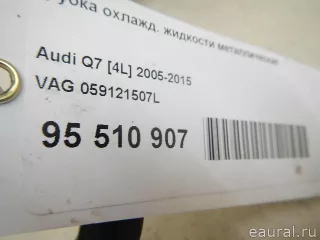 охлажд. жидкости металлическая
Audi Q7 [4L] 2005-2015
VAG 059121507L
95 510 907
eaural.ru